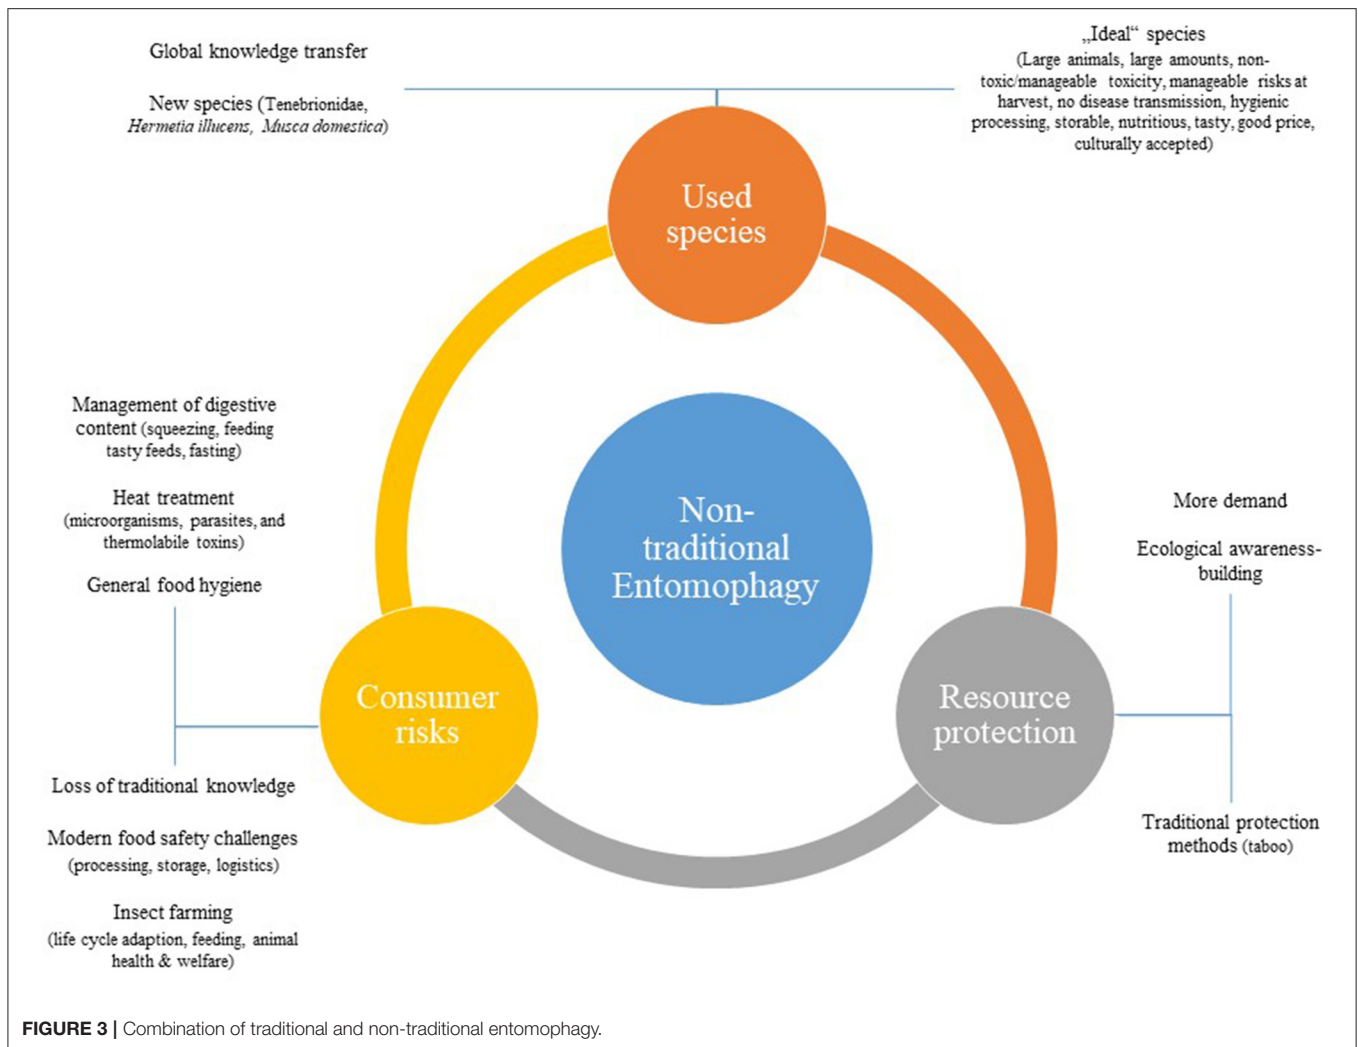 Global knowledge transfer
New species (Tenebrionidae,
Hermetia illucens, Musca domestica)
„Ideal“ species
(Large animals, large amounts, non-
toxic/manageable toxicity, manageable risks at
harvest, no disease transmission, hygienic
processing, storable, nutritious, tasty, good price,
culturally accepted)
Used
species
Management of digestive
content (squeezing, feeding
tasty feeds, fasting)
Heat treatment
(microorganisms, parasites, and
thermolabile toxins)
General food hygiene
Non-
traditional
Entomophagy
More demand
Ecological awareness-
building
Consumer
risks
Resource
protection
Loss of traditional knowledge
Modern food safety challenges
(processing, storage, logistics)
Insect farming
(life cycle adaption, feeding, animal
health & welfare)
Traditional protection
methods (taboo)
FIGURE 3 | Combination of traditional and non-traditional entomophagy.